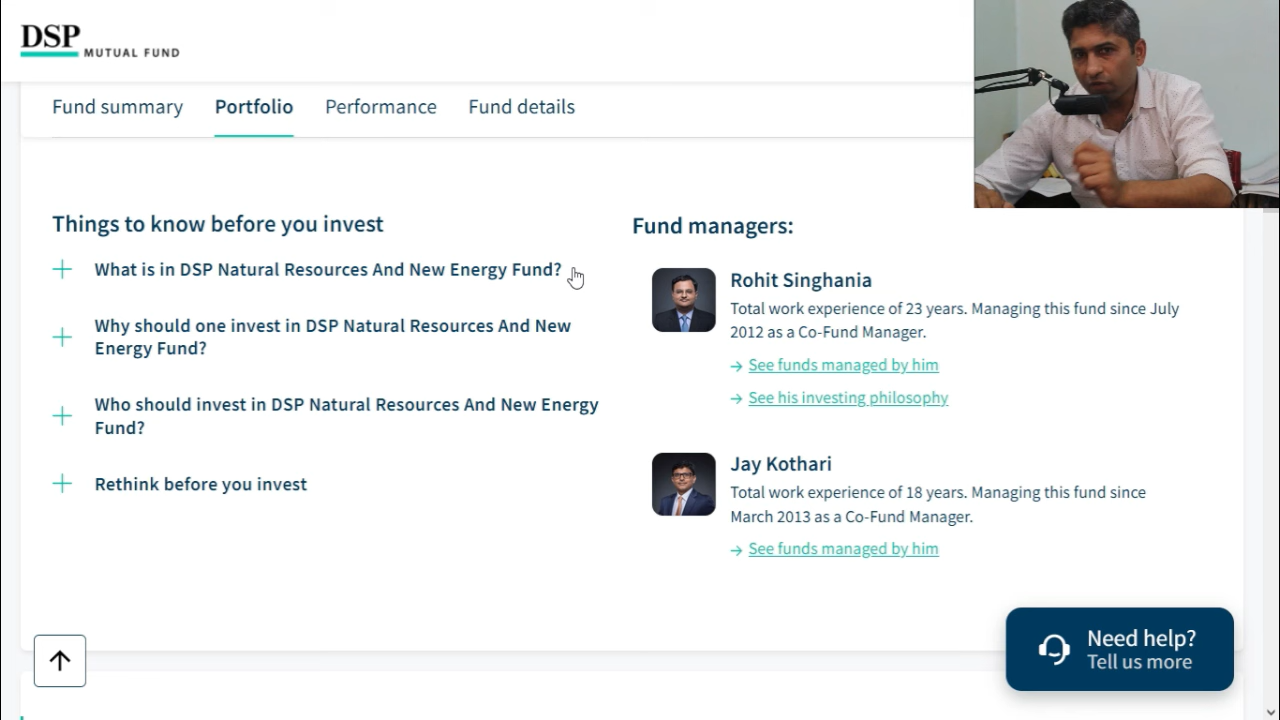 DSP
MUTUAL FUND
Fund summary
Portfolio
Performance
Fund details
Things to know before you invest
What is in DSP Natural Resources And New Energy Fund?
Why should one invest in DSP Natural Resources And New
Energy Fund?
Who should invest in DSP Natural Resources And New Energy
Fund?
Rethink before you invest
Fund managers:
Rohit Singhania
Total work experience of 23 years. Managing this fund since July
2012 as a Co-Fund Manager.
See funds managed by him
See his investing philosophy
Jay Kothari
Total work experience of 18 years. Managing this fund since
March 2013 as a Co-Fund Manager.
See funds managed by him
Need help?
Tell us more